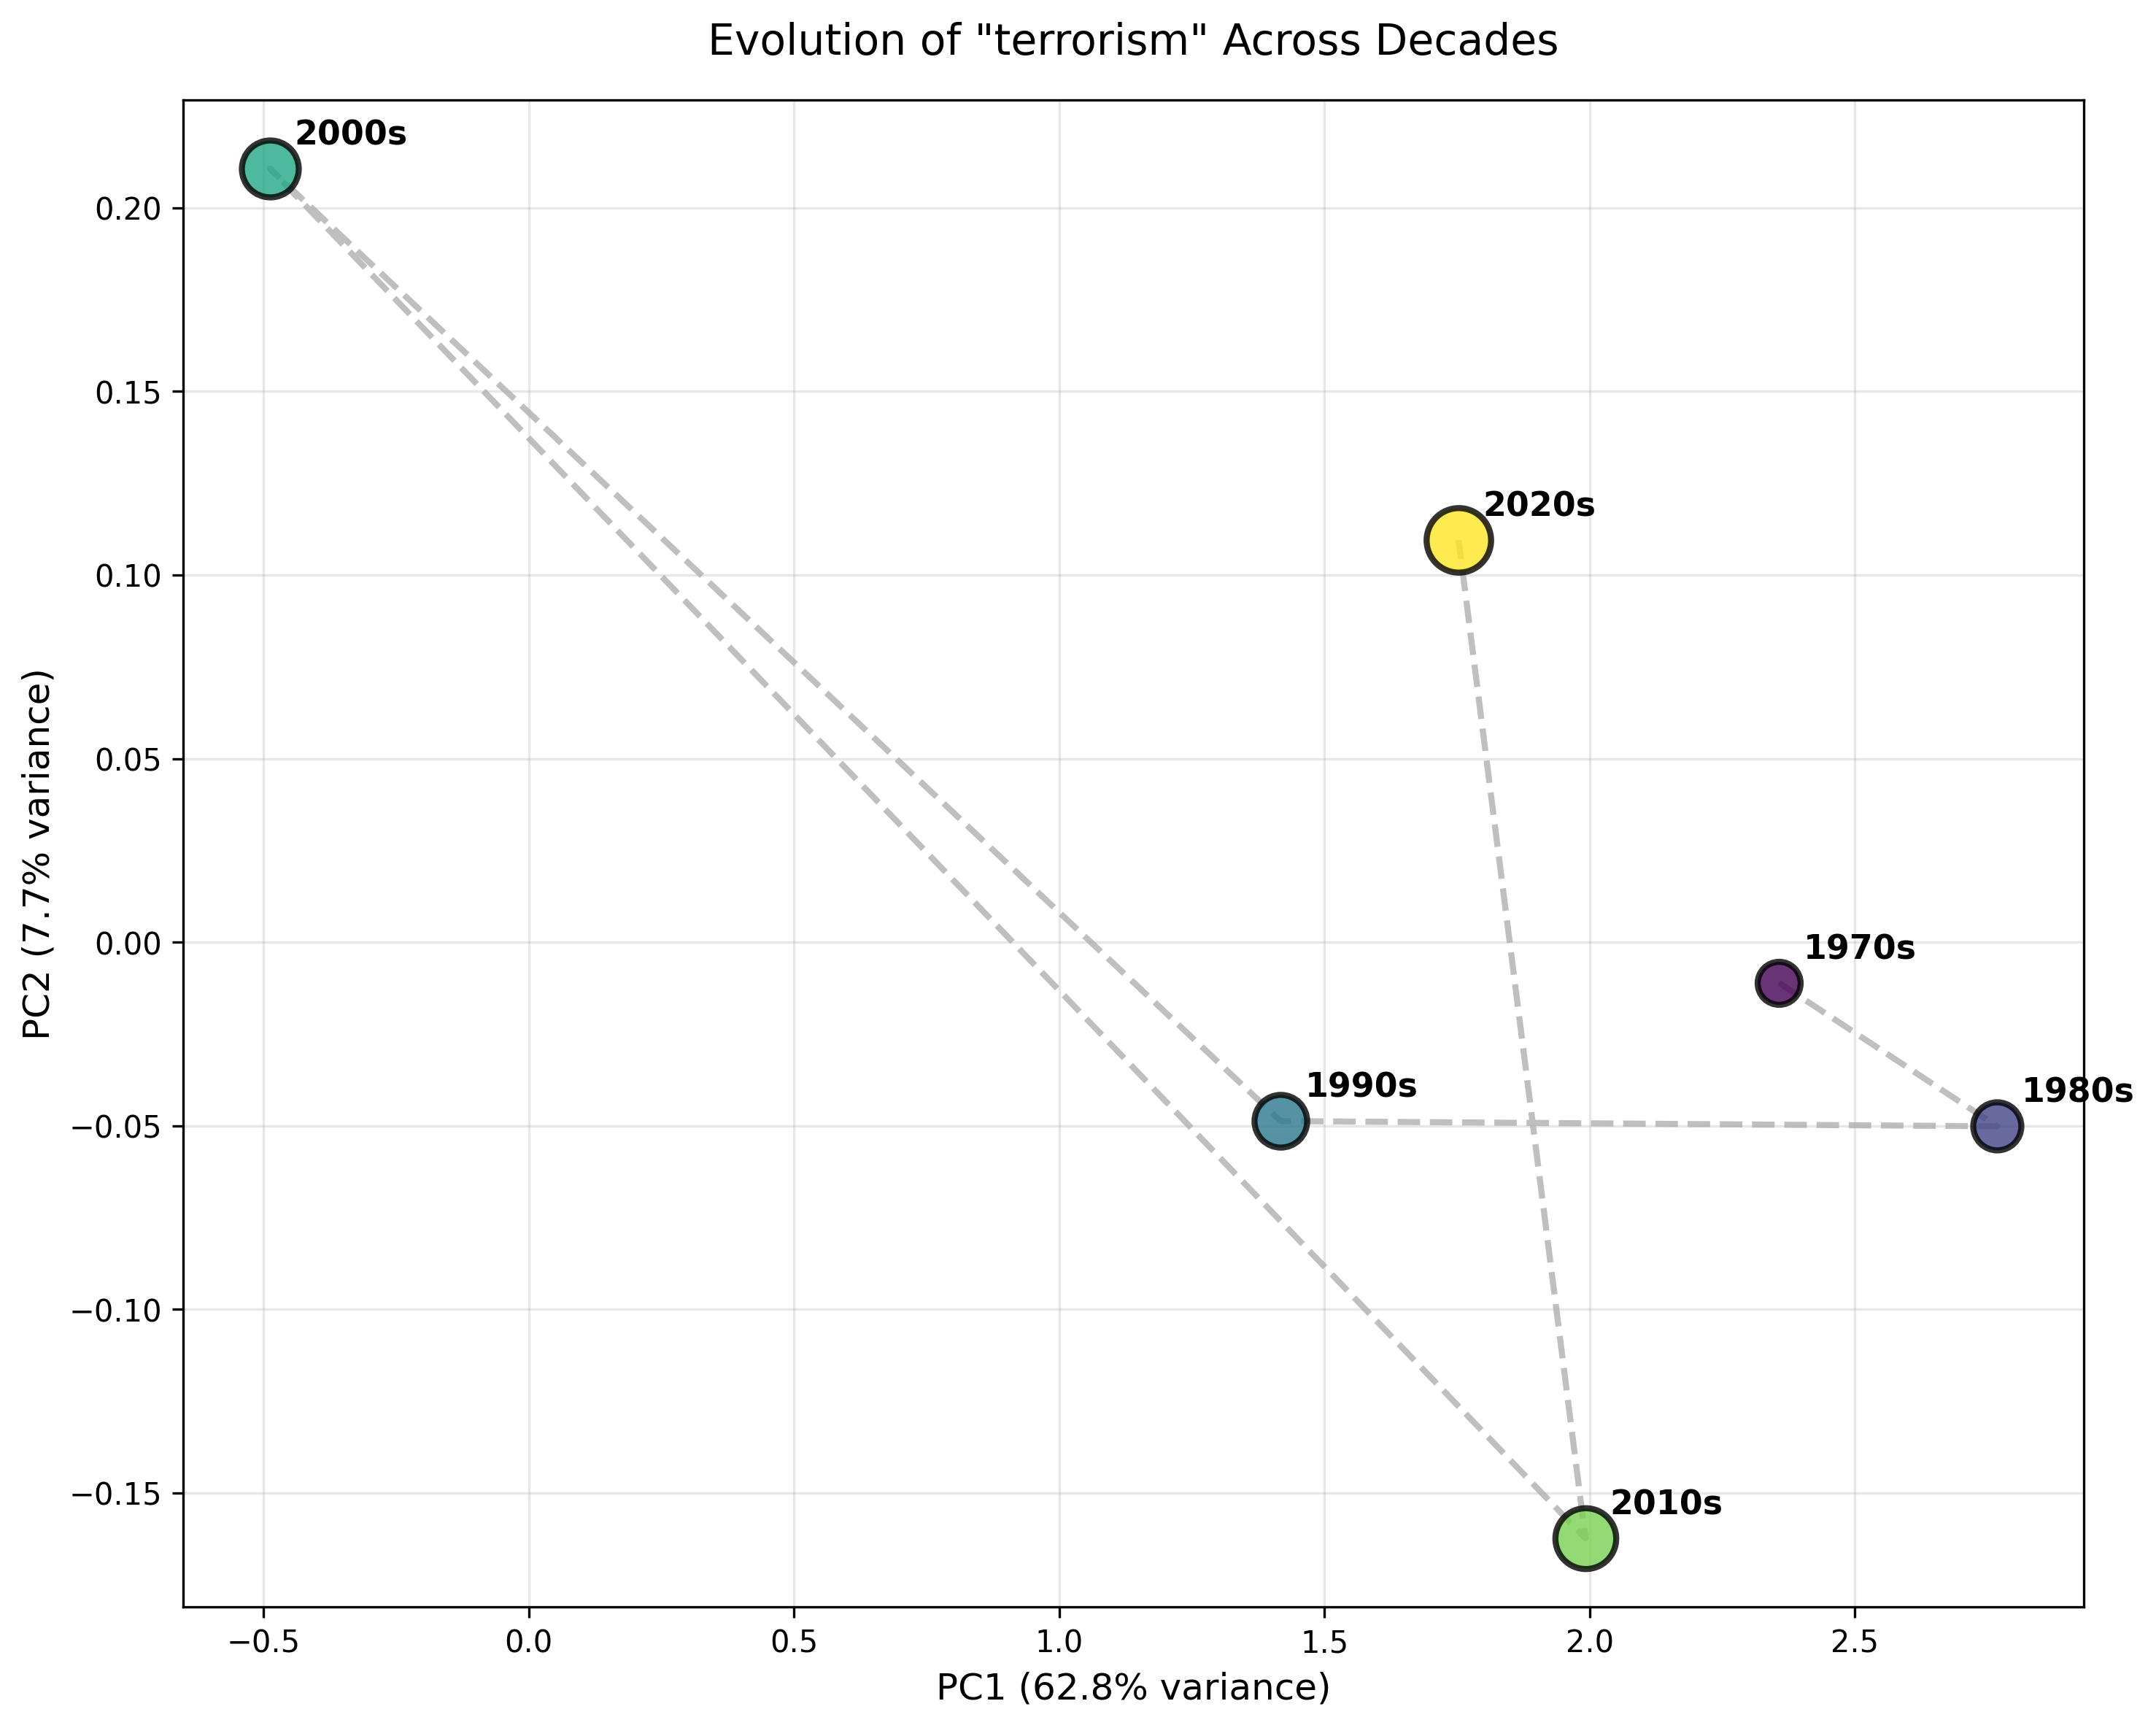 Evolution of "terrorism" Across Decades
2000s
0.20
0.15
2020s
0.10
0.05
PC2 (7.7% variance)
0.00
1970s
1990s
1980s
−0.05
−0.10
−0.15
2010s
−0.5
0.0
0.5
1.0
1.5
2.0
2.5
PC1 (62.8% variance)